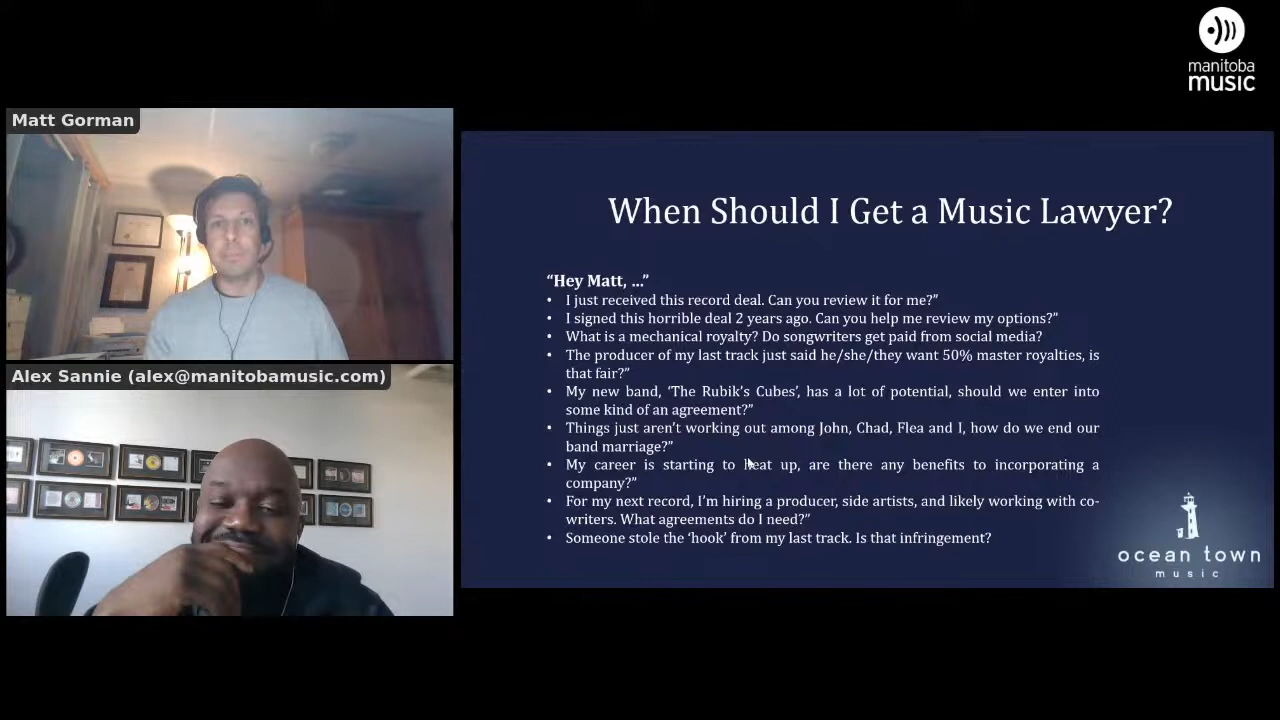 manitoba
music
Matt Gorman
Alex Sannie (alex@manitobamusic.com)
When Should I Get a Music Lawyer?
“Hey Matt, …”
• I just received this record deal. Can you review it for me?”
• I signed this horrible deal 2 years ago. Can you help me review my options?”
• What is a mechanical royalty? Do songwriters get paid from social media?
• The producer of my last track just said he/she/they want 50% master royalties, is
that fair?”
• My new band, ‘The Rubik’s Cubes’, has a lot of potential, should we enter into
some kind of an agreement?”
• Things just aren’t working out among John, Chad, Flea and I, how do we end our
band marriage?”
• My career is starting to heat up, are there any benefits to incorporating a
company?”
• For my next record, I’m hiring a producer, side artists, and likely working with co-
writers. What agreements do I need?”
• Someone stole the ‘hook’ from my last track. Is that infringement?
ocean town
music